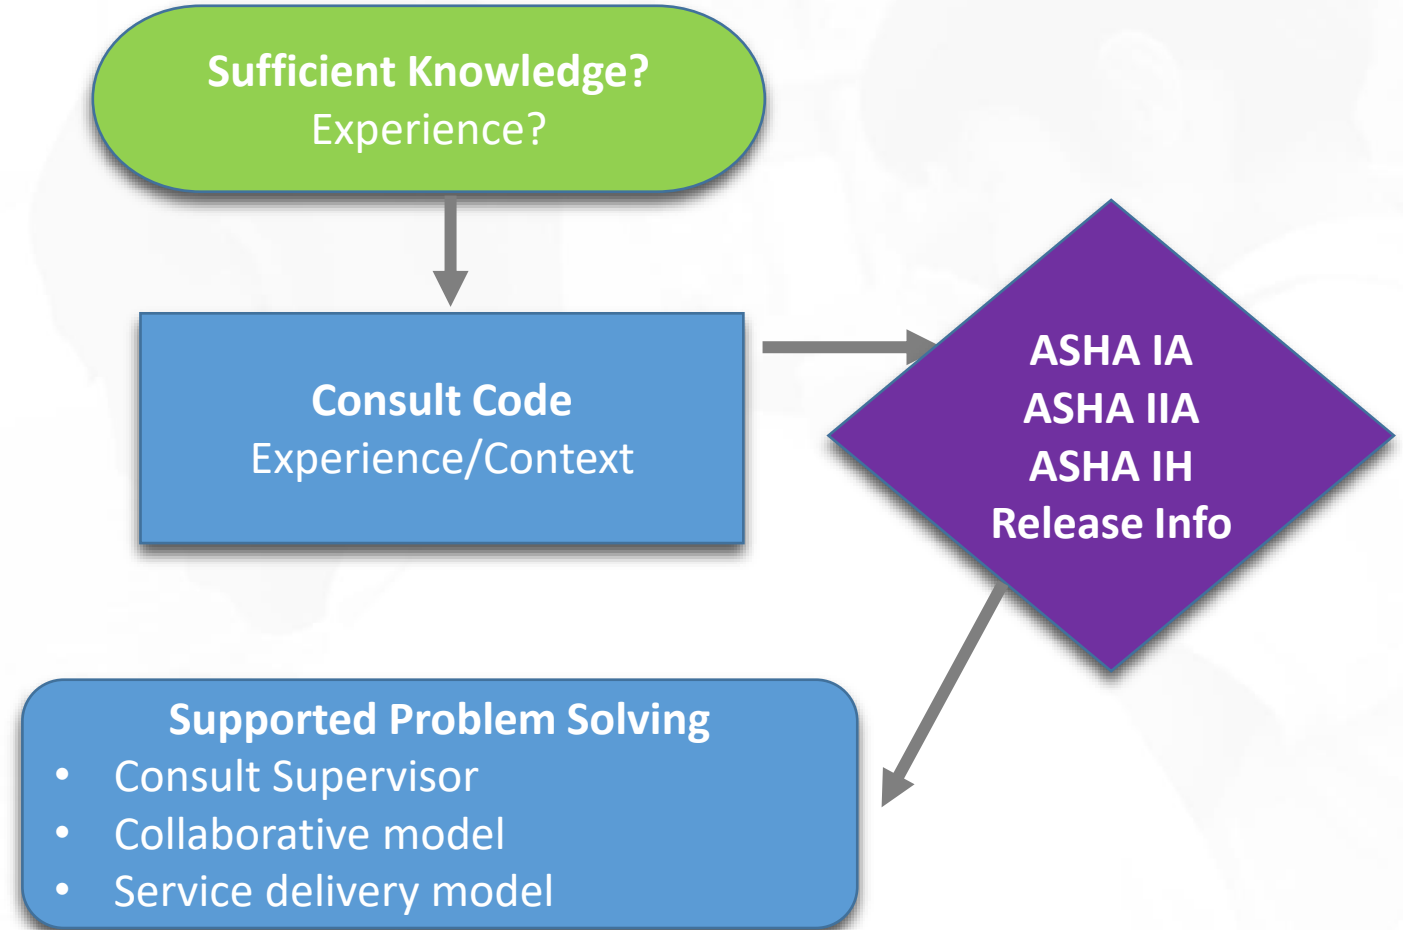 Sufficient Knowledge?
Experience?
Consult Code
Experience/Context
ASHA IA
ASHA IIA
ASHA IH
Release Info
Supported Problem Solving
• Consult Supervisor
• Collaborative model
• Service delivery model